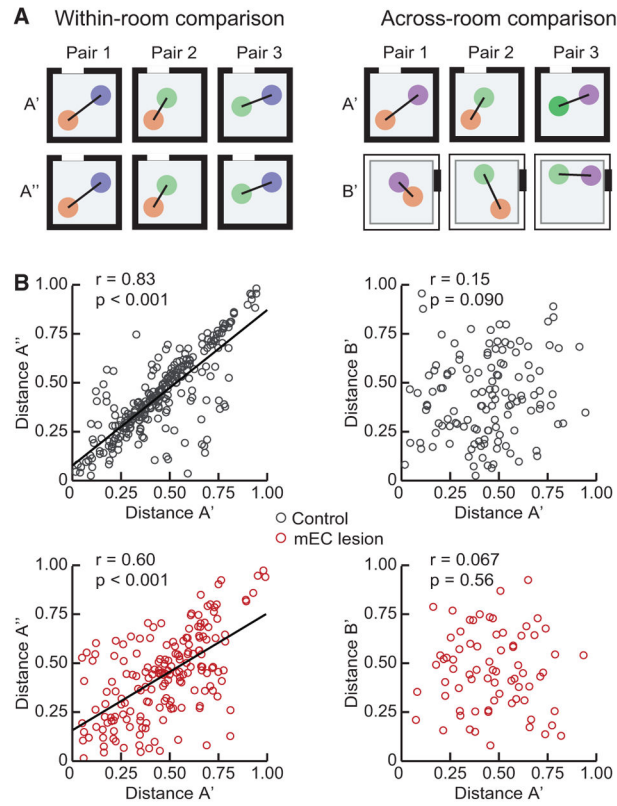 A
Within-room comparison
Across-room comparison
Pair 1 Pair 2 Pair 3
Pair 1 Pair 2 Pair 3
A'
A'
A''
B'
B
r = 0.83
p < 0.001
1.00
0.75
0.50
0.25
0
Distance A''
0 0.25 0.50 0.75 1.00
Distance A'
r = 0.15
p = 0.090
1.00
0.75
0.50
0.25
0
Distance B'
0 0.25 0.50 0.75 1.00
Distance A'
Control
mEC lesion
r = 0.60
p < 0.001
1.00
0.75
0.50
0.25
0
Distance A''
0 0.25 0.50 0.75 1.00
Distance A'
r = 0.067
p = 0.56
1.00
0.75
0.50
0.25
0
Distance B'
0 0.25 0.50 0.75 1.00
Distance A'